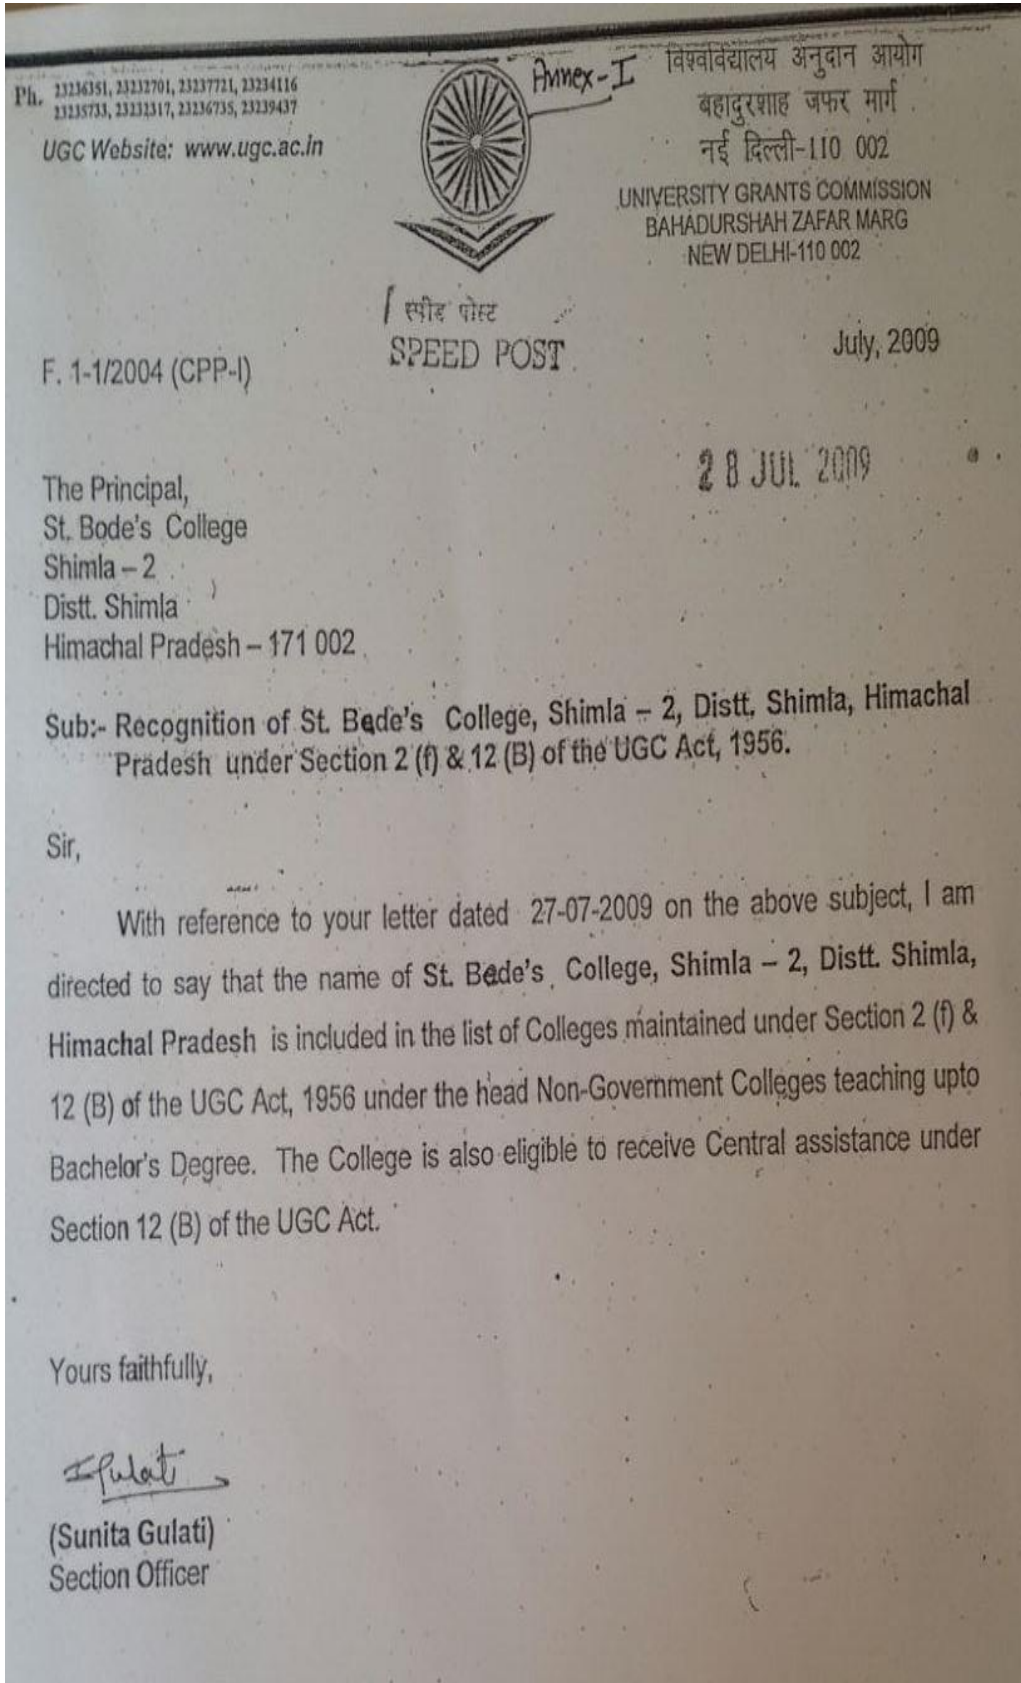 Ph. 23236351, 23232701, 23237721, 23234116
23235733, 23232317, 23236735, 23239437
UGC Website: www.ugc.ac.in
Annex-I
विश्वविद्यालय अनुदान आयोग
बहादुरशाह जफर मार्ग
नई दिल्ली-110 002
UNIVERSITY GRANTS COMMISSION
BAHADURSHAH ZAFAR MARG
NEW DELHI-110 002
स्पीड पोस्ट
SPEED POST
July, 2009
F. 1-1/2004 (CPP-I)
28 JUL 2009
The Principal,
St. Bode's College
Shimla – 2
Distt. Shimla
Himachal Pradesh – 171 002
Sub:- Recognition of St. Bede's College, Shimla – 2, Distt. Shimla, Himachal
Pradesh under Section 2 (f) & 12 (B) of the UGC Act, 1956.
Sir,
With reference to your letter dated 27-07-2009 on the above subject, I am
directed to say that the name of St. Bede's College, Shimla – 2, Distt. Shimla,
Himachal Pradesh is included in the list of Colleges maintained under Section 2 (f) &
12 (B) of the UGC Act, 1956 under the head Non-Government Colleges teaching upto
Bachelor's Degree. The College is also eligible to receive Central assistance under
Section 12 (B) of the UGC Act.
Yours faithfully,
(Sunita Gulati)
Section Officer